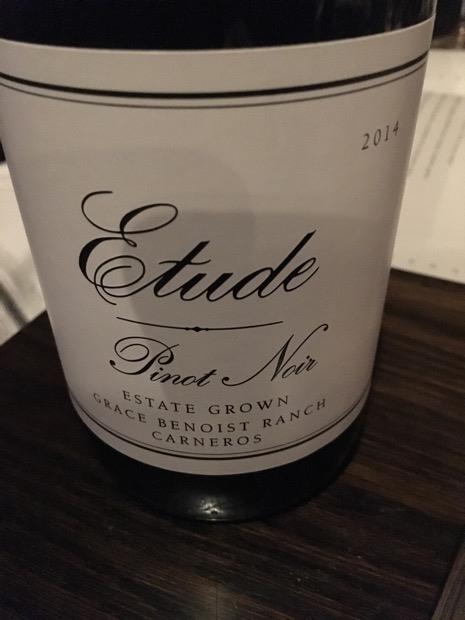 2014
Etude
Pinot Noir
ESTATE GROWN
GRACE BENOIST RANCH
CARNEROS